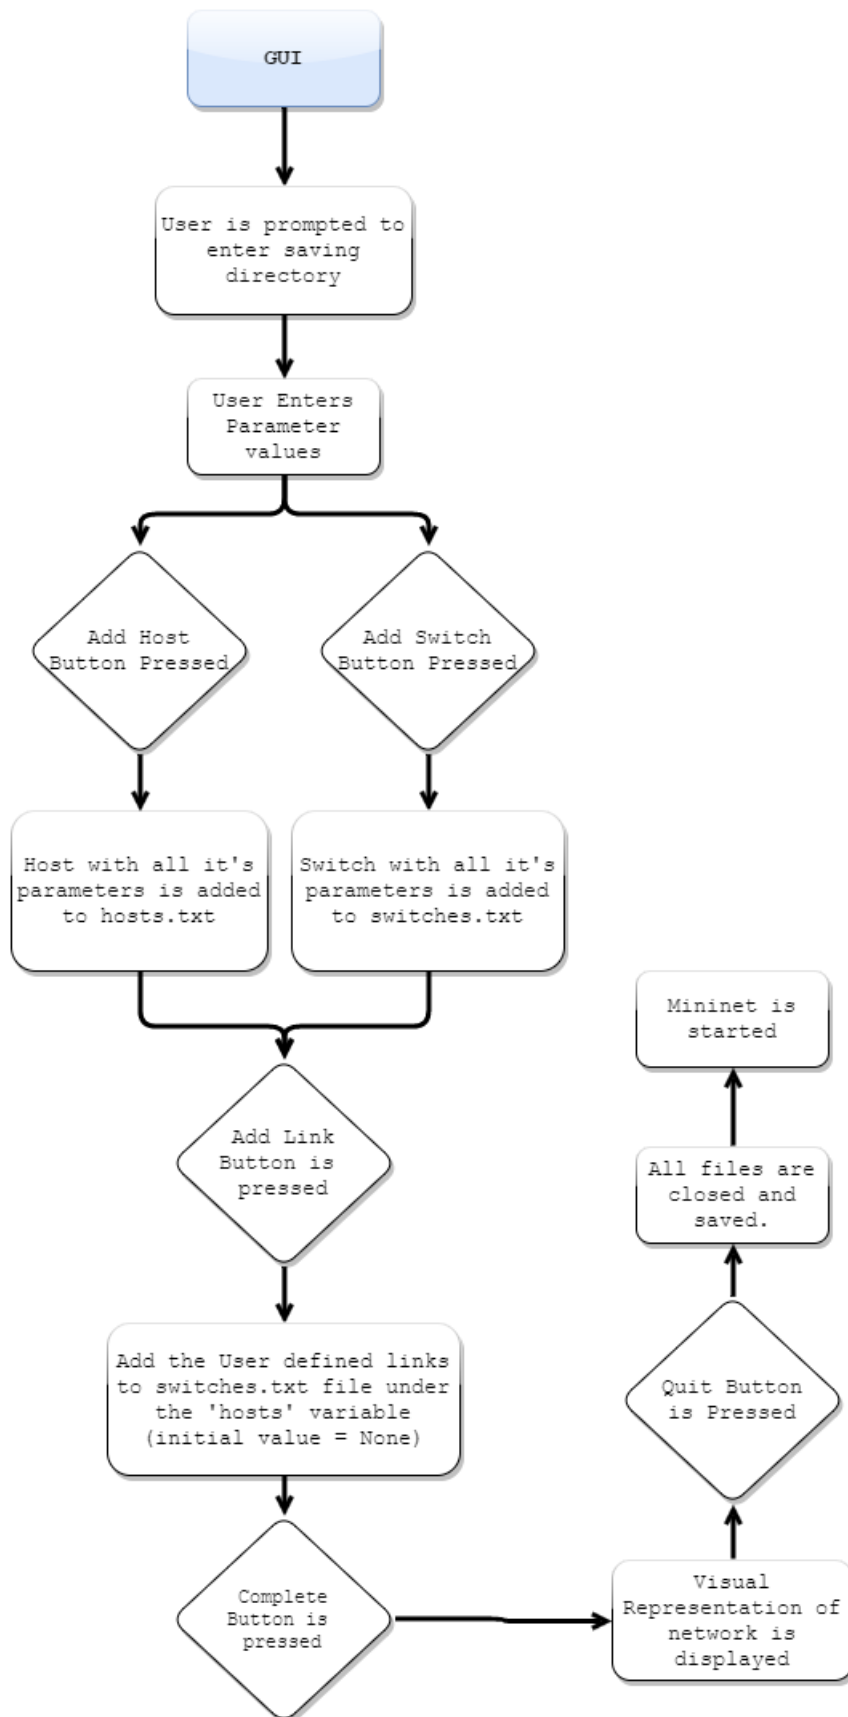 GUI
User is prompted to
enter saving
directory
User Enters
Parameter
values
Add Host
Button Pressed
Add Switch
Button Pressed
Host with all it's
parameters is added
to hosts.txt
Switch with all it's
parameters is added
to switches.txt
Add Link
Button is
pressed
Add the User defined links
to switches.txt file under
the 'hosts' variable
(initial value = None)
Complete
Button is
pressed
Visual
Representation of
network is
displayed
Quit Button
is Pressed
All files are
closed and
saved.
Mininet is
started